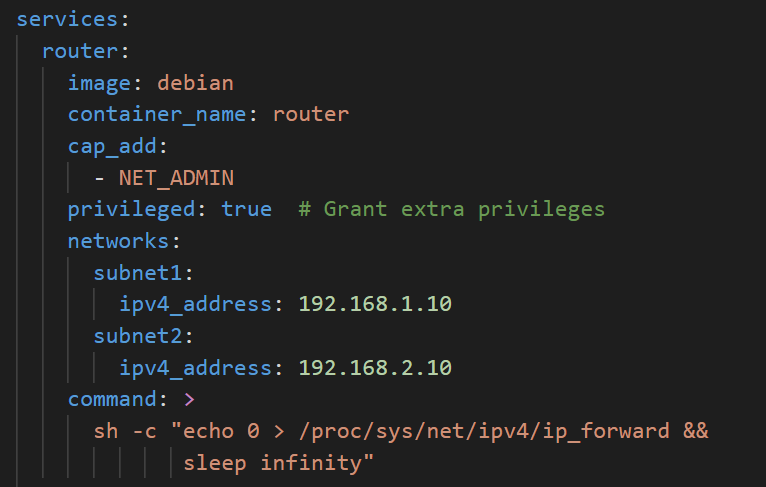 services:
router:
image: debian
container_name: router
cap_add:
- NET_ADMIN
privileged: true  # Grant extra privileges
networks:
subnet1:
ipv4_address: 192.168.1.10
subnet2:
ipv4_address: 192.168.2.10
command: >
sh -c "echo 0 > /proc/sys/net/ipv4/ip_forward &&
sleep infinity"